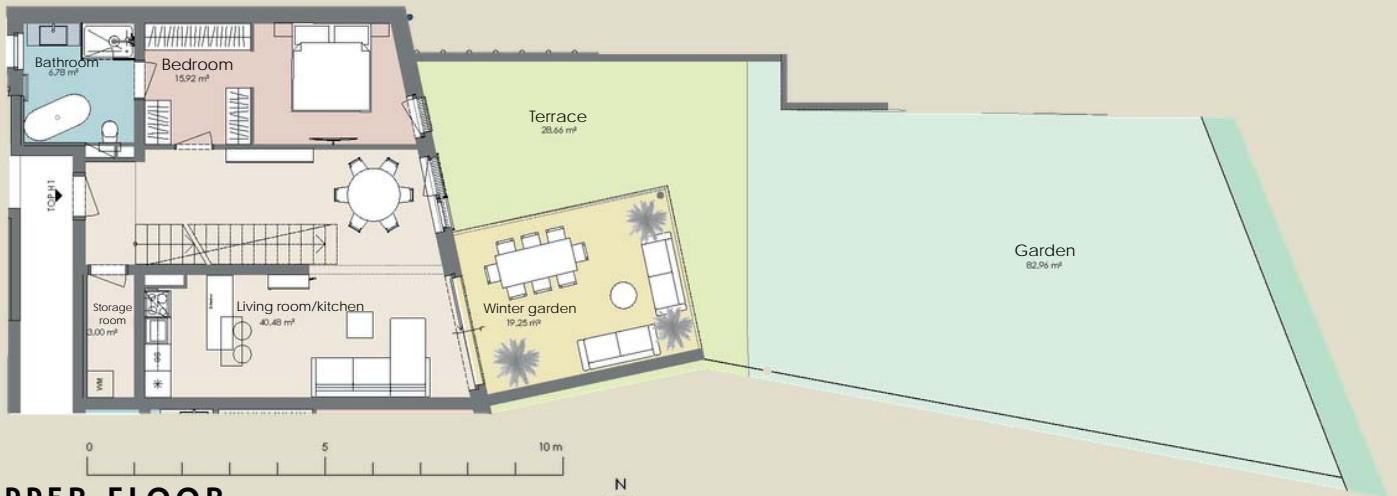 Bathroom
6,78 m²
Bedroom
15,92 m²
Terrace
28,66 m²
TOP H1
Garden
82,96 m²
Storage
room
3,00 m²
Living room/kitchen
40,48 m²
Winter garden
19,25 m²
GS
WM
0 5 10 m
N
PPER FLOOR